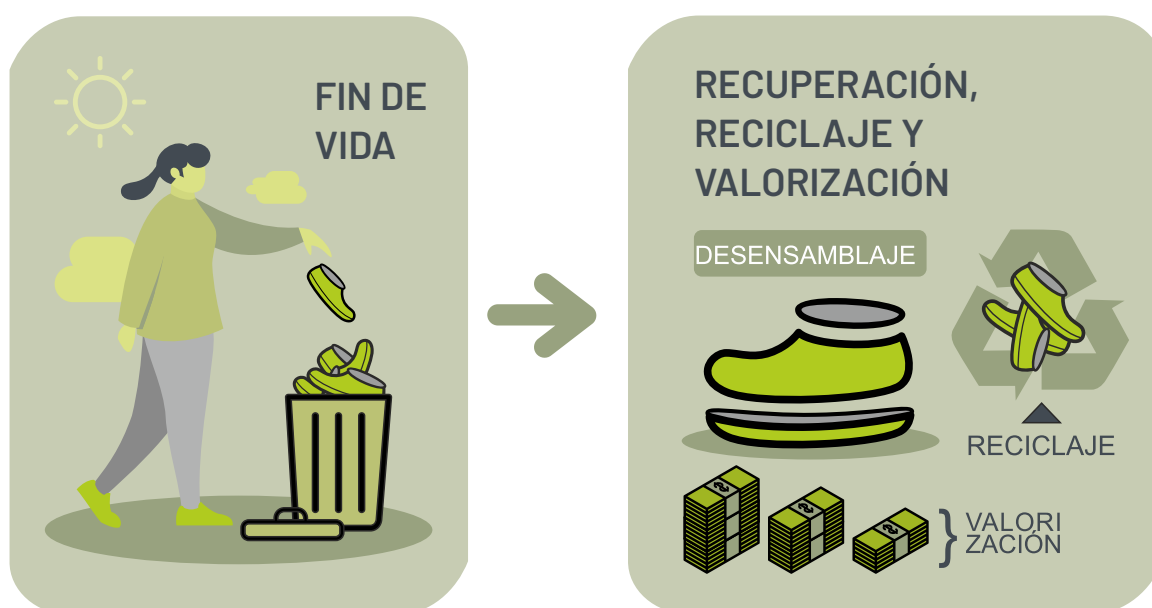 FIN DE
VIDA
RECUPERACIÓN,
RECICLAJE Y
VALORIZACIÓN
DESENSAMBLAJE
RECICLAJE
VALORI
ZACIÓN